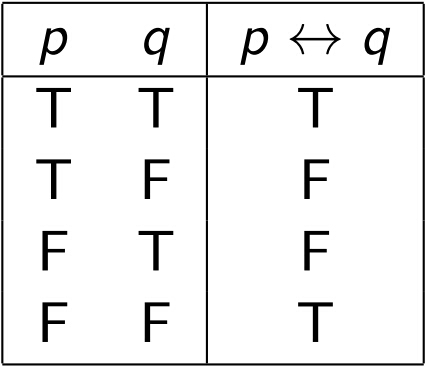 p q p ↔ q
T T T
T F F
F T F
F F T